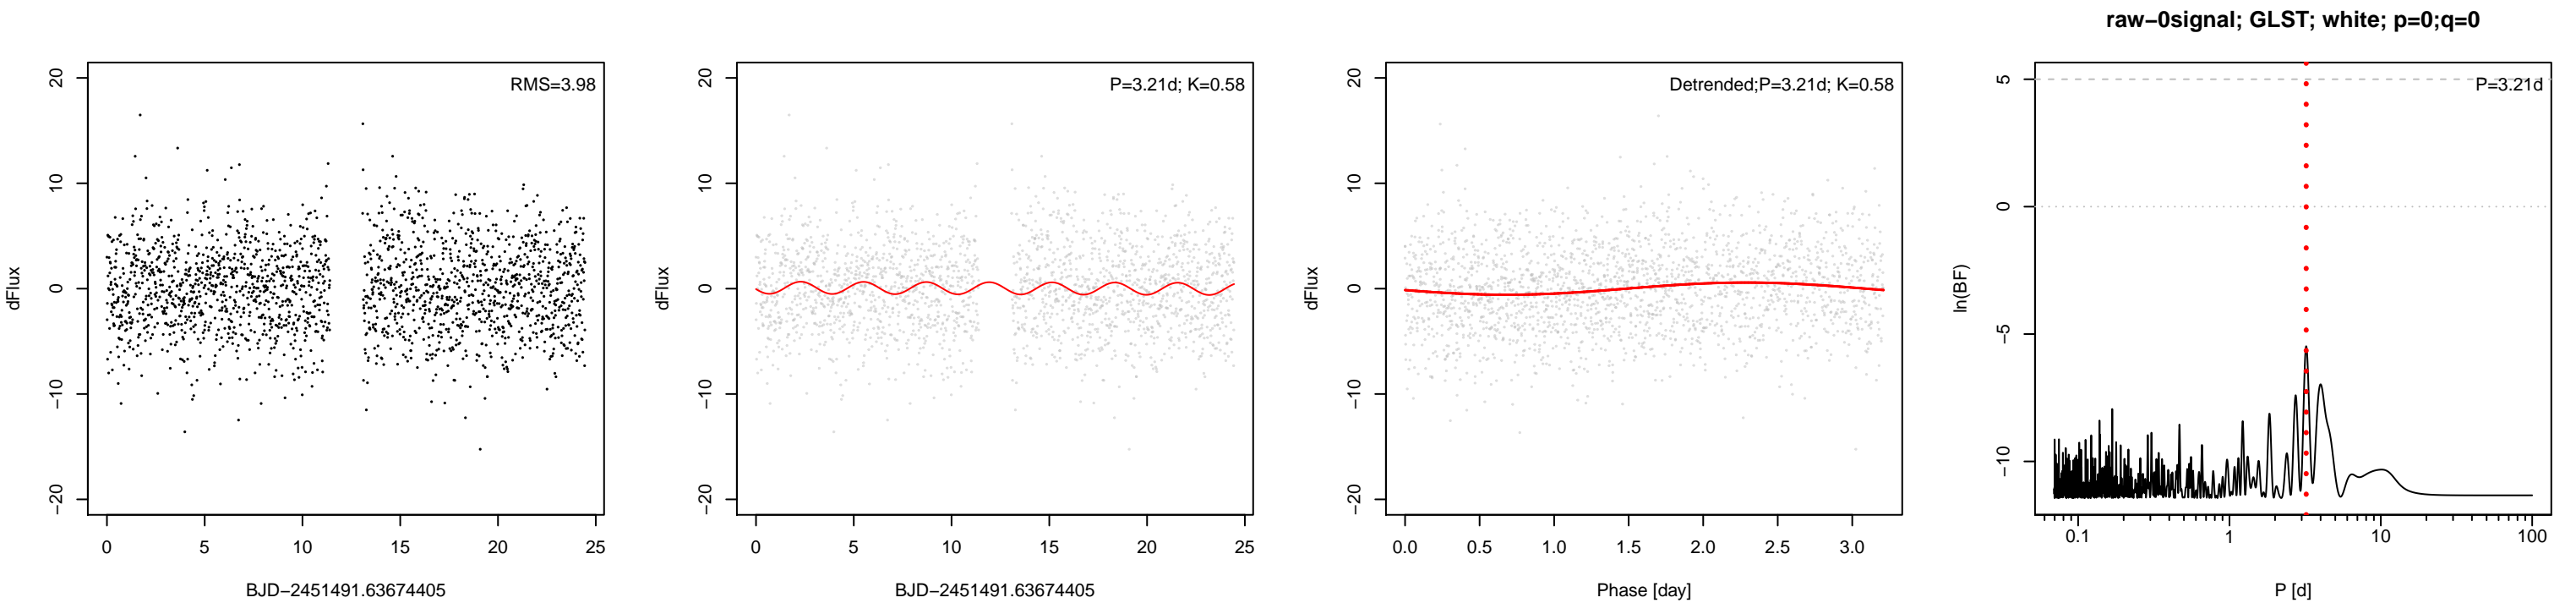 raw−0signal; GLST; white; p=0;q=0
dFlux
20
10
0
−10
−20
RMS=3.98
0 5 10 15 20 25
BJD−2451491.63674405
dFlux
20
10
0
−10
−20
P=3.21d; K=0.58
0 5 10 15 20 25
BJD−2451491.63674405
dFlux
20
10
0
−10
−20
Detrended;P=3.21d; K=0.58
0.0 0.5 1.0 1.5 2.0 2.5 3.0
Phase [day]
ln(BF)
5
0
−5
−10
P=3.21d
0.1 1 10 100
P [d]